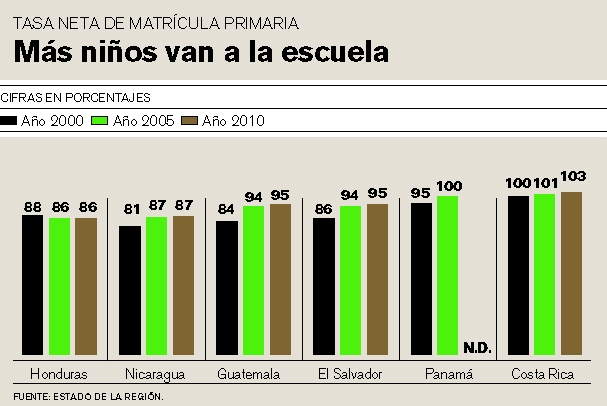 TASA NETA DE MATRÍCULA PRIMARIA
Más niños van a la escuela
CIFRAS EN PORCENTAJES
Año 2000 Año 2005 Año 2010
88 86 86 81 87 87 84 94 95 86 94 95 95 100 N.D. 100 101 103
Honduras Nicaragua Guatemala El Salvador Panamá Costa Rica
FUENTE: ESTADO DE LA REGIÓN.